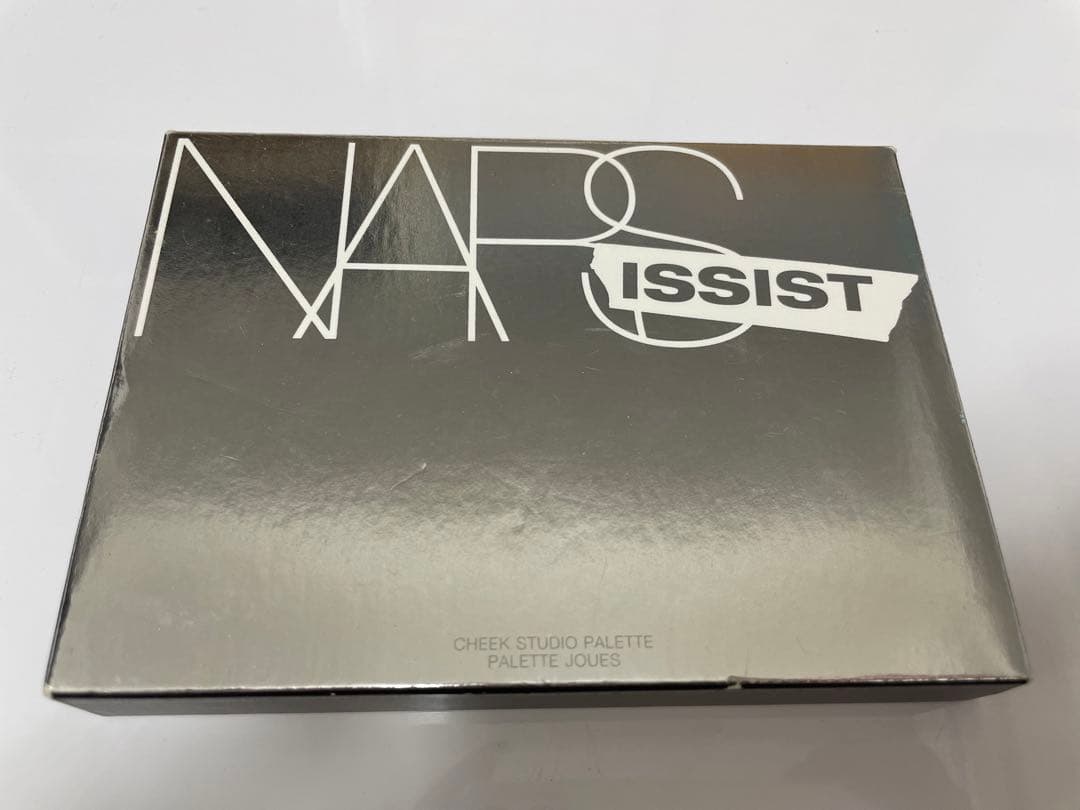 NARS
ISSIST
CHEEK STUDIO PALETTE
PALETTE JOUES